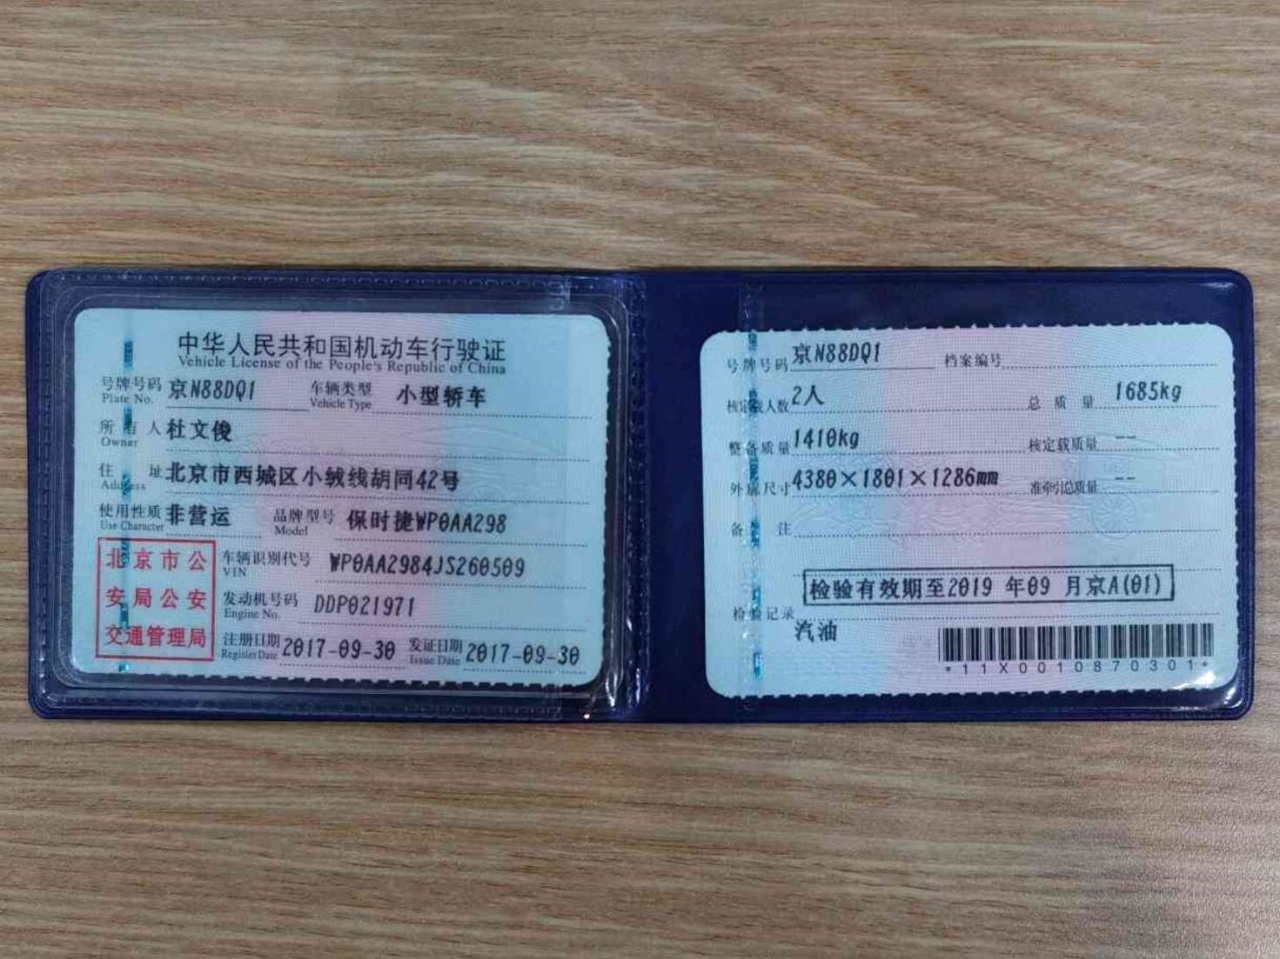 中华人民共和国机动车行驶证
Vehicle License of the People's Republic of China
号牌号码 京N88DQ1 车辆类型 小型轿车
Plate No. Vehicle Type
所有人 杜文俊
Owner
住址 北京市西城区小绒线胡同42号
Address
使用性质 非营运 品牌型号 保时捷WP0AA298
Use Character Model
北京市公
安局公安
交通管理局
车辆识别代号 WP0AA2984JS260509
VIN
发动机号码 DDP021971
Engine No.
注册日期 2017-09-30 发证日期 2017-09-30
Register Date Issue Date
号牌号码 京N88DQ1 档案编号
核定载人数 2人 总质量 1685kg
整备质量 1410kg 核定载质量 --
外廓尺寸 4380×1801×1286mm 准牵引总质量 --
备注
检验有效期至2019 年09 月京A(01)
检验记录
汽油
*11X0010870301*